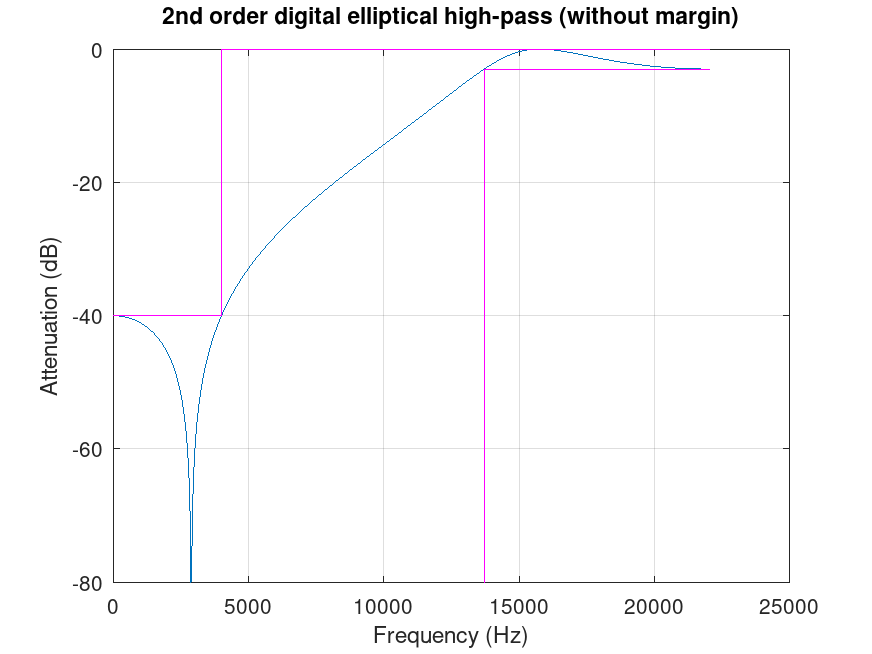 2nd order digital elliptical high-pass (without margin)
0
-20
-40
-60
-80
Attenuation (dB)
0 5000 10000 15000 20000 25000
Frequency (Hz)